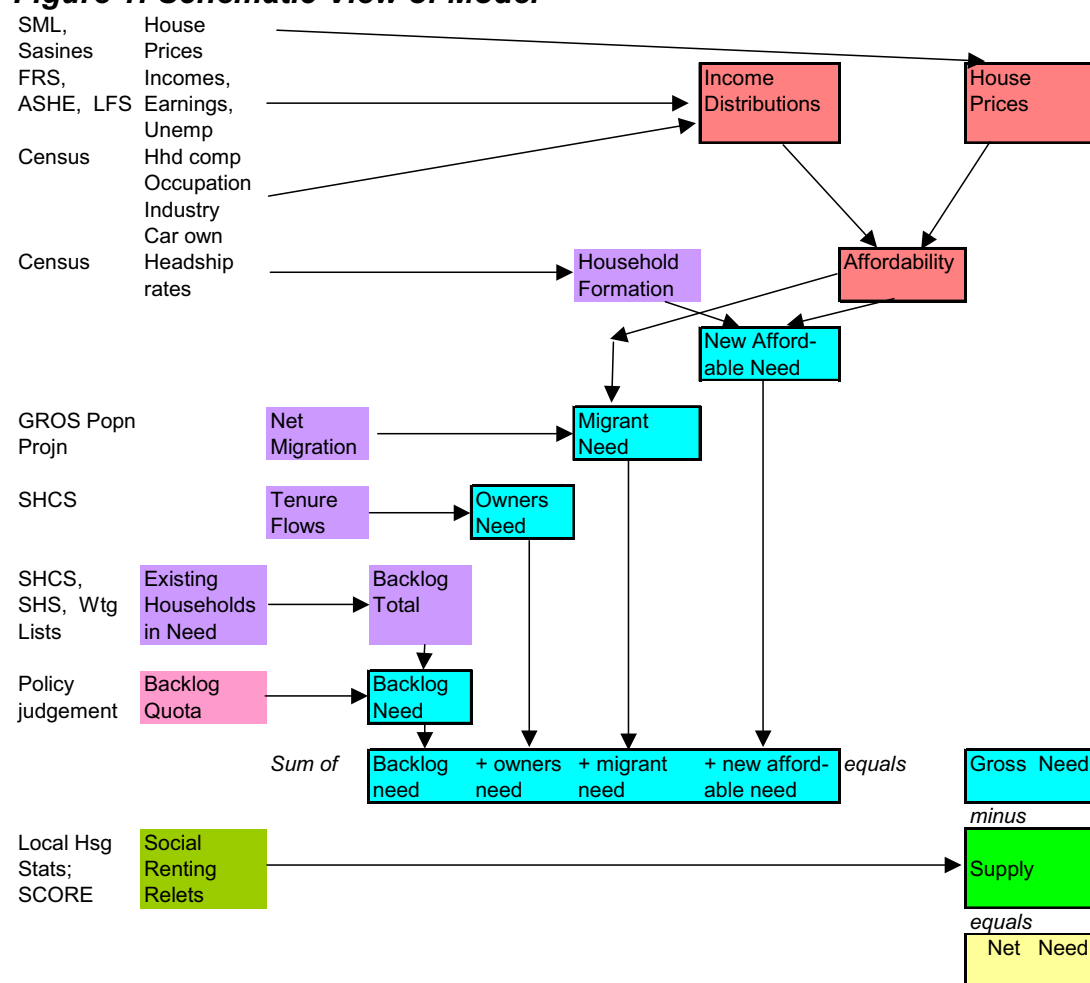 Figure 1: Schematic View of Model
SML,
Sasines
House
Prices
FRS,
ASHE, LFS
Incomes,
Earnings,
Unemp
Income
Distributions
House
Prices
Census
Hhd comp
Occupation
Industry
Car own
Census
Headship
rates
Household
Formation
Affordability
New Afford-
able Need
GROS Popn
Projn
Net
Migration
Migrant
Need
SHCS
Tenure
Flows
Owners
Need
SHCS,
SHS, Wtg
Lists
Existing
Households
in Need
Backlog
Total
Policy
judgement
Backlog
Quota
Backlog
Need
Sum of
Backlog
need
+ owners
need
+ migrant
need
+ new afford-
able need
equals
Gross Need
minus
Local Hsg
Stats;
SCORE
Social
Renting
Relets
Supply
equals
Net Need